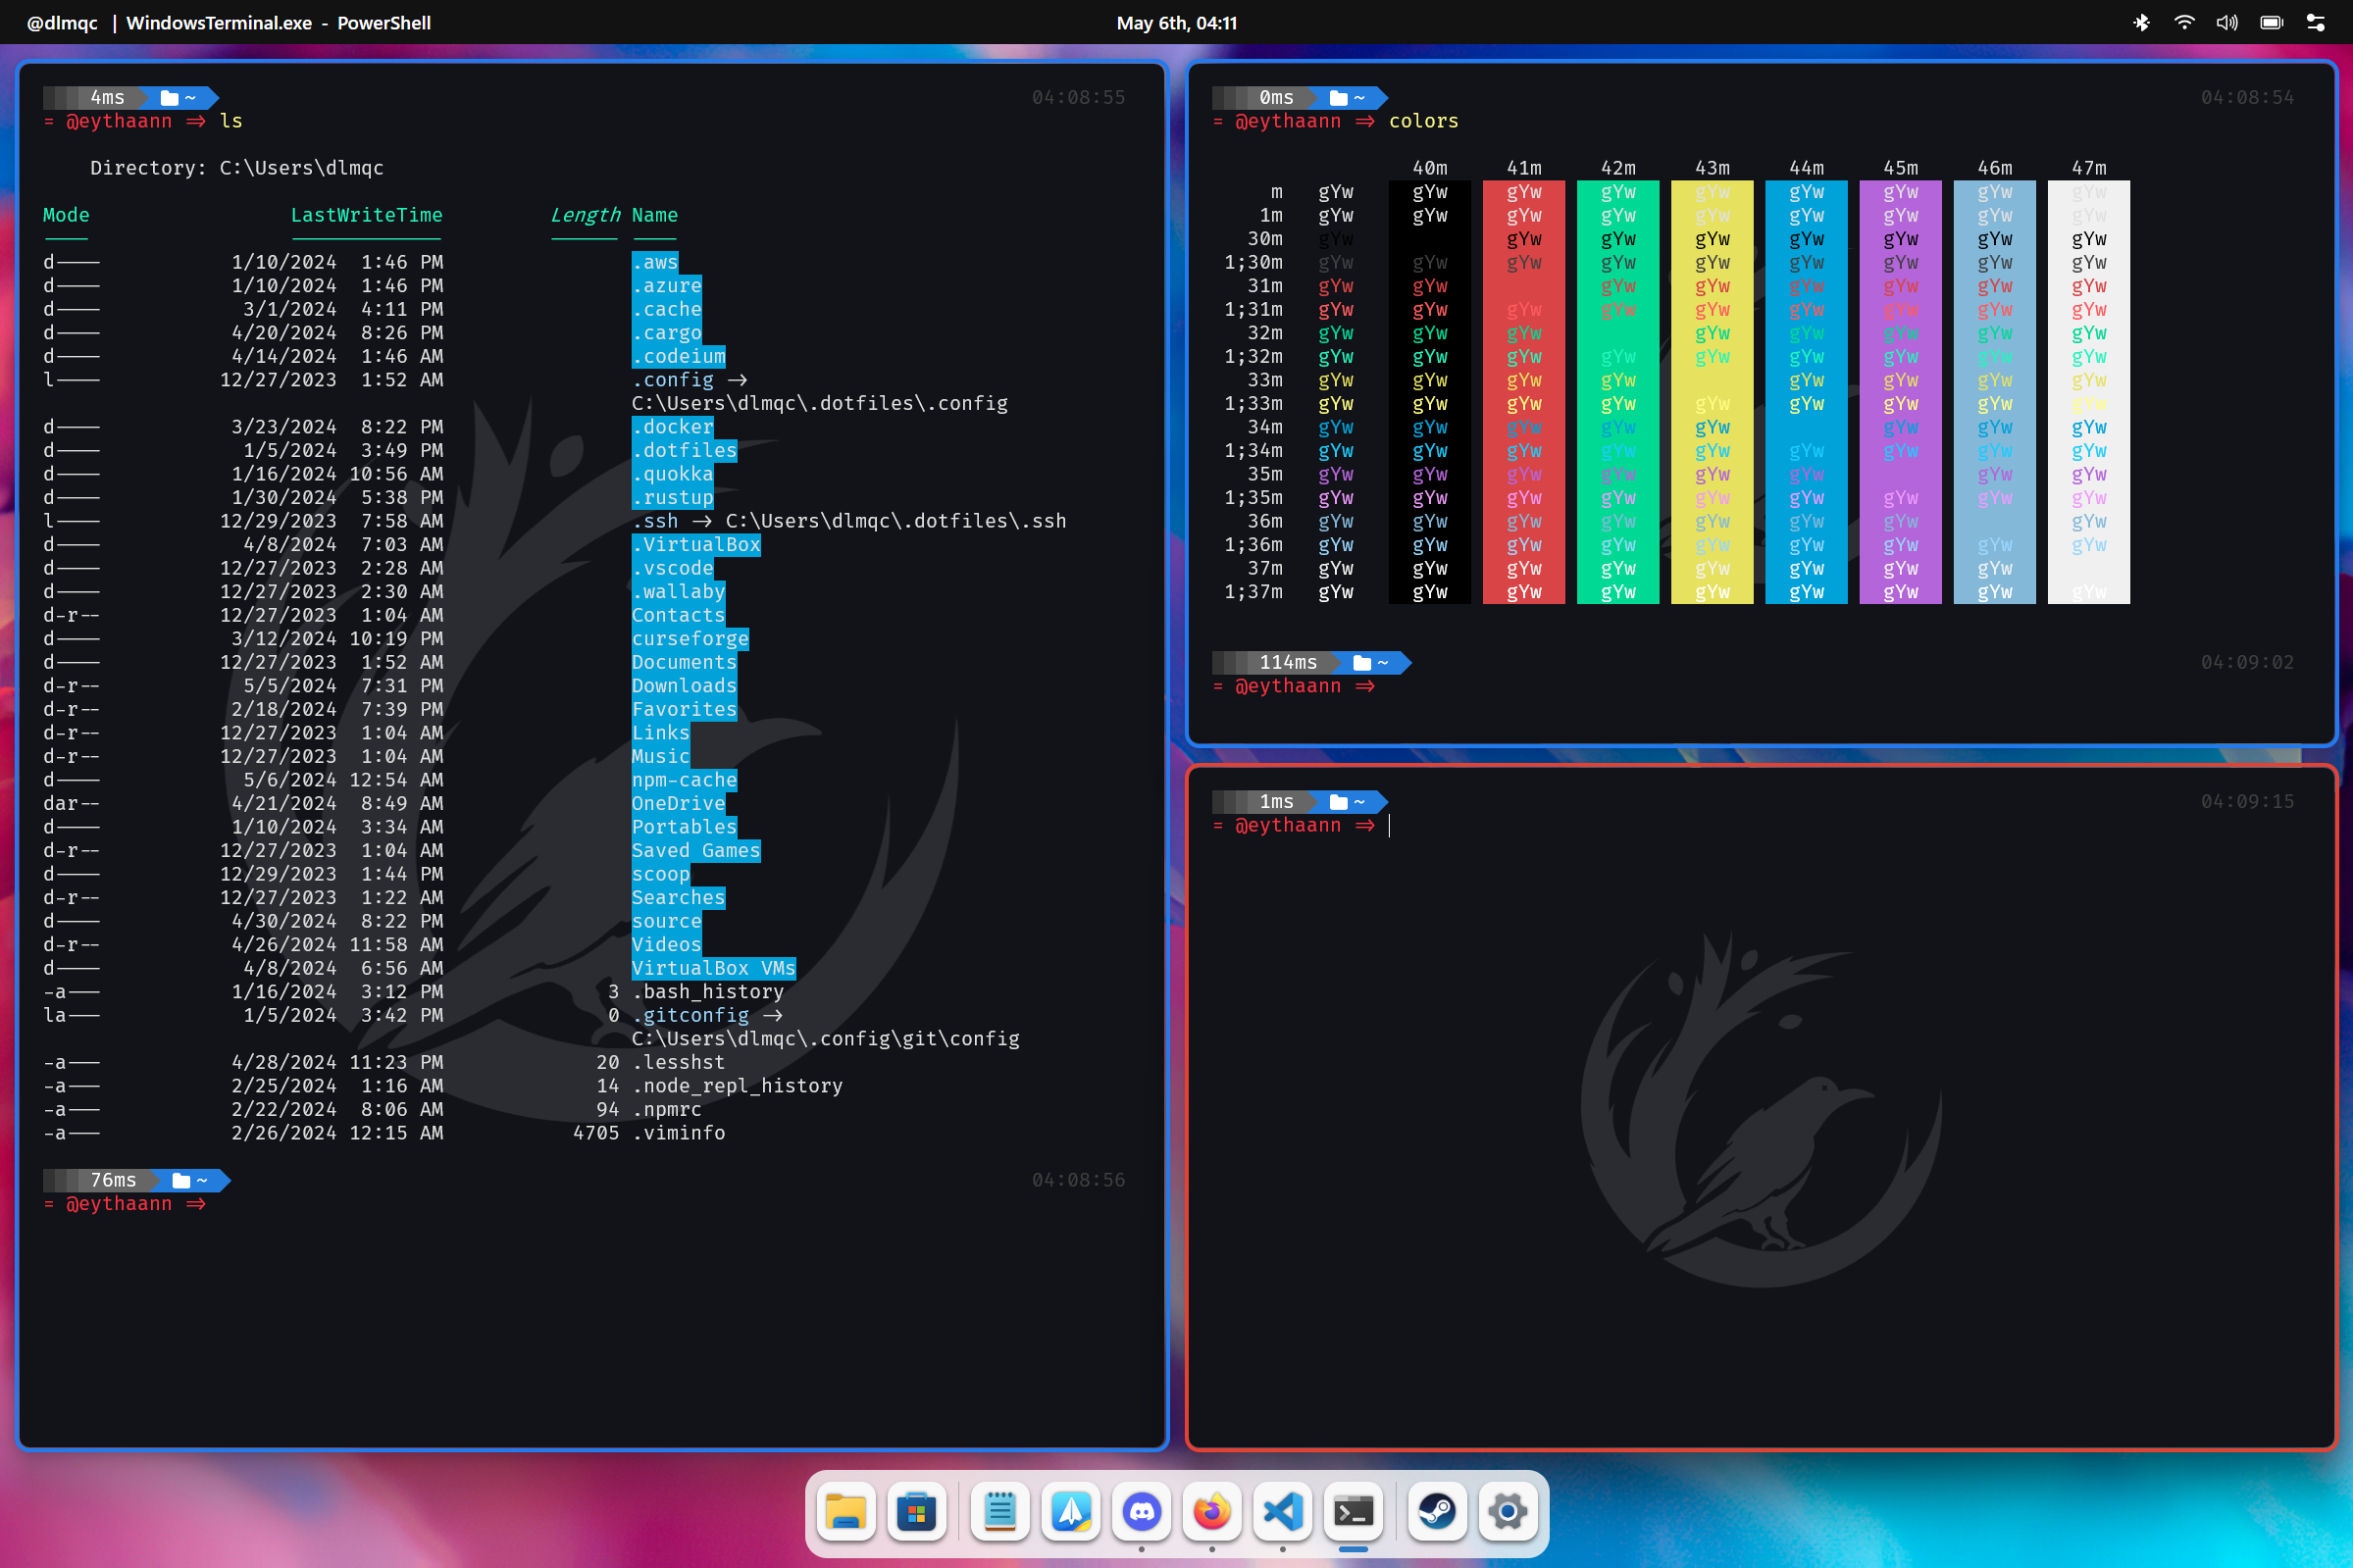 @dlmqc | WindowsTerminal.exe - PowerShell
May 6th, 04:11
4ms ~ 04:08:55
= @eythaann => ls
Directory: C:\Users\dlmqc
Mode LastWriteTime Length Name
d---- 1/10/2024 1:46 PM .aws
d---- 1/10/2024 1:46 PM .azure
d---- 3/1/2024 4:11 PM .cache
d---- 4/20/2024 8:26 PM .cargo
d---- 4/14/2024 1:46 AM .codeium
l---- 12/27/2023 1:52 AM .config ->
C:\Users\dlmqc\.dotfiles\.config
d---- 3/23/2024 8:22 PM .docker
d---- 1/5/2024 3:49 PM .dotfiles
d---- 1/16/2024 10:56 AM .quokka
d---- 1/30/2024 5:38 PM .rustup
l---- 12/29/2023 7:58 AM .ssh -> C:\Users\dlmqc\.dotfiles\.ssh
d---- 4/8/2024 7:03 AM .VirtualBox
d---- 12/27/2023 2:28 AM .vscode
d---- 12/27/2023 2:30 AM .wallaby
d-r-- 12/27/2023 1:04 AM Contacts
d---- 3/12/2024 10:19 PM curseforge
d---- 12/27/2023 1:52 AM Documents
d-r-- 5/5/2024 7:31 PM Downloads
d-r-- 2/18/2024 7:39 PM Favorites
d-r-- 12/27/2023 1:04 AM Links
d-r-- 12/27/2023 1:04 AM Music
d---- 5/6/2024 12:54 AM npm-cache
dar-- 4/21/2024 8:49 AM OneDrive
d---- 1/10/2024 3:34 AM Portables
d-r-- 12/27/2023 1:04 AM Saved Games
d---- 12/29/2023 1:44 PM scoop
d-r-- 12/27/2023 1:22 AM Searches
d---- 4/30/2024 8:22 PM source
d-r-- 4/26/2024 11:58 AM Videos
d---- 4/8/2024 6:56 AM VirtualBox VMs
-a--- 1/16/2024 3:12 PM 3 .bash_history
la--- 1/5/2024 3:42 PM 0 .gitconfig ->
C:\Users\dlmqc\.config\git\config
-a--- 4/28/2024 11:23 PM 20 .lesshst
-a--- 2/25/2024 1:16 AM 14 .node_repl_history
-a--- 2/22/2024 8:06 AM 94 .npmrc
-a--- 2/26/2024 12:15 AM 4705 .viminfo
76ms ~ 04:08:56
= @eythaann =>
0ms ~ 04:08:54
= @eythaann => colors
40m 41m 42m 43m 44m 45m 46m 47m
m gYw gYw gYw gYw gYw gYw gYw gYw gYw
1m gYw gYw gYw gYw gYw gYw gYw gYw gYw
30m gYw gYw gYw gYw gYw gYw gYw gYw
1;30m gYw gYw gYw gYw gYw gYw gYw gYw gYw
31m gYw gYw gYw gYw gYw gYw gYw gYw
1;31m gYw gYw gYw gYw gYw gYw gYw gYw gYw
32m gYw gYw gYw gYw gYw gYw gYw gYw
1;32m gYw gYw gYw gYw gYw gYw gYw gYw gYw
33m gYw gYw gYw gYw gYw gYw gYw gYw
1;33m gYw gYw gYw gYw gYw gYw gYw gYw gYw
34m gYw gYw gYw gYw gYw gYw gYw gYw
1;34m gYw gYw gYw gYw gYw gYw gYw gYw gYw
35m gYw gYw gYw gYw gYw gYw gYw gYw
1;35m gYw gYw gYw gYw gYw gYw gYw gYw gYw
36m gYw gYw gYw gYw gYw gYw gYw gYw
1;36m gYw gYw gYw gYw gYw gYw gYw gYw gYw
37m gYw gYw gYw gYw gYw gYw gYw gYw
1;37m gYw gYw gYw gYw gYw gYw gYw gYw gYw
114ms ~ 04:09:02
= @eythaann =>
1ms ~ 04:09:15
= @eythaann =>